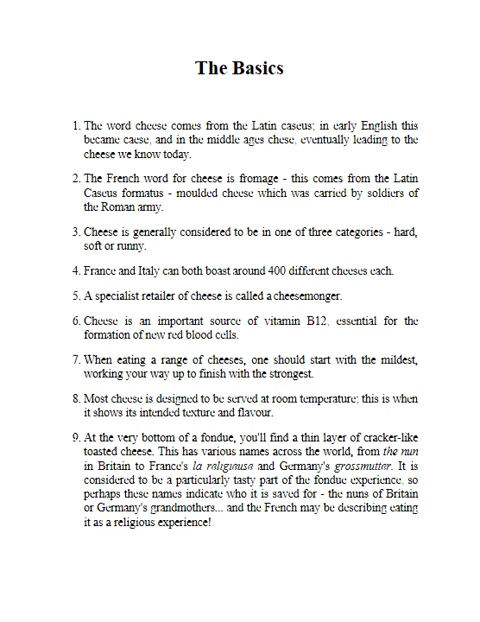 The Basics
1. The word cheese comes from the Latin caseus; in early English this
became caese, and in the middle ages chese, eventually leading to the
cheese we know today.
2. The French word for cheese is fromage - this comes from the Latin
Caseus formatus - moulded cheese which was carried by soldiers of
the Roman army.
3. Cheese is generally considered to be in one of three categories - hard,
soft or runny.
4. France and Italy can both boast around 400 different cheeses each.
5. A specialist retailer of cheese is called a cheesemonger.
6. Cheese is an important source of vitamin B12, essential for the
formation of new red blood cells.
7. When eating a range of cheeses, one should start with the mildest,
working your way up to finish with the strongest.
8. Most cheese is designed to be served at room temperature; this is when
it shows its intended texture and flavour.
9. At the very bottom of a fondue, you'll find a thin layer of cracker-like
toasted cheese. This has various names across the world, from the nun
in Britain to France's la religieuse and Germany's grossmutter. It is
considered to be a particularly tasty part of the fondue experience, so
perhaps these names indicate who it is saved for - the nuns of Britain
or Germany's grandmothers... and the French may be describing eating
it as a religious experience!